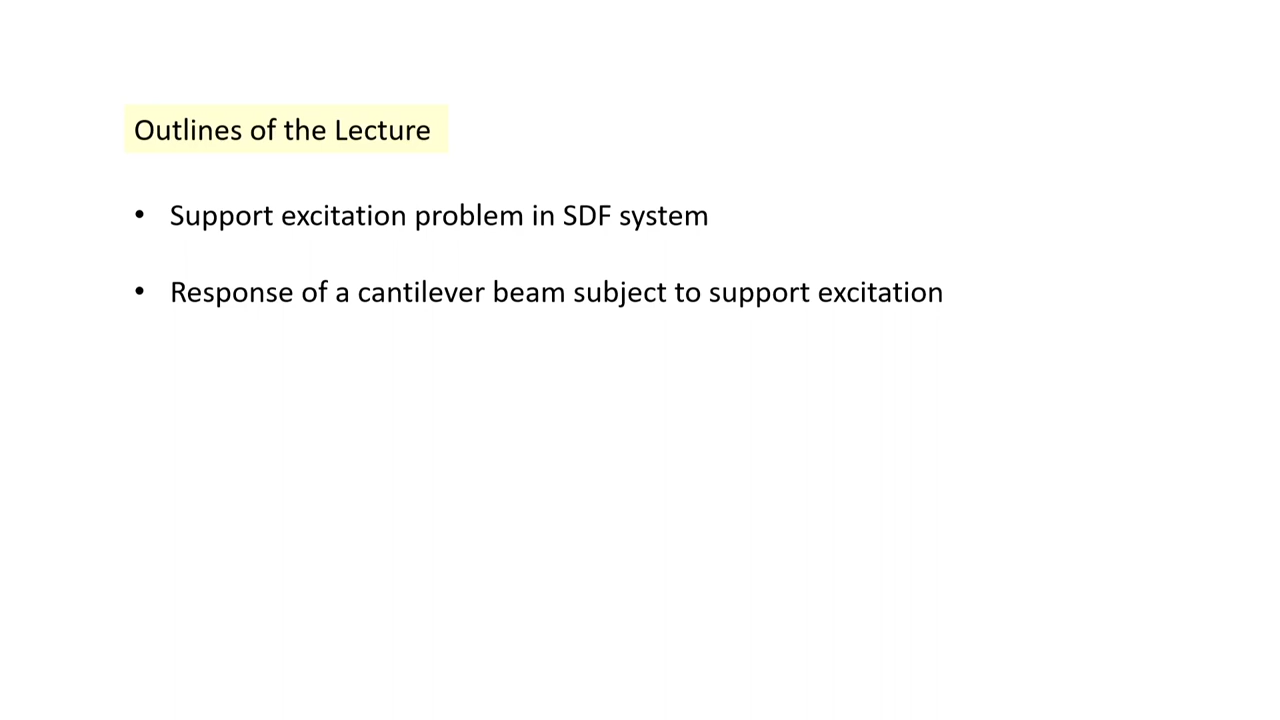 Outlines of the Lecture
• Support excitation problem in SDF system
• Response of a cantilever beam subject to support excitation